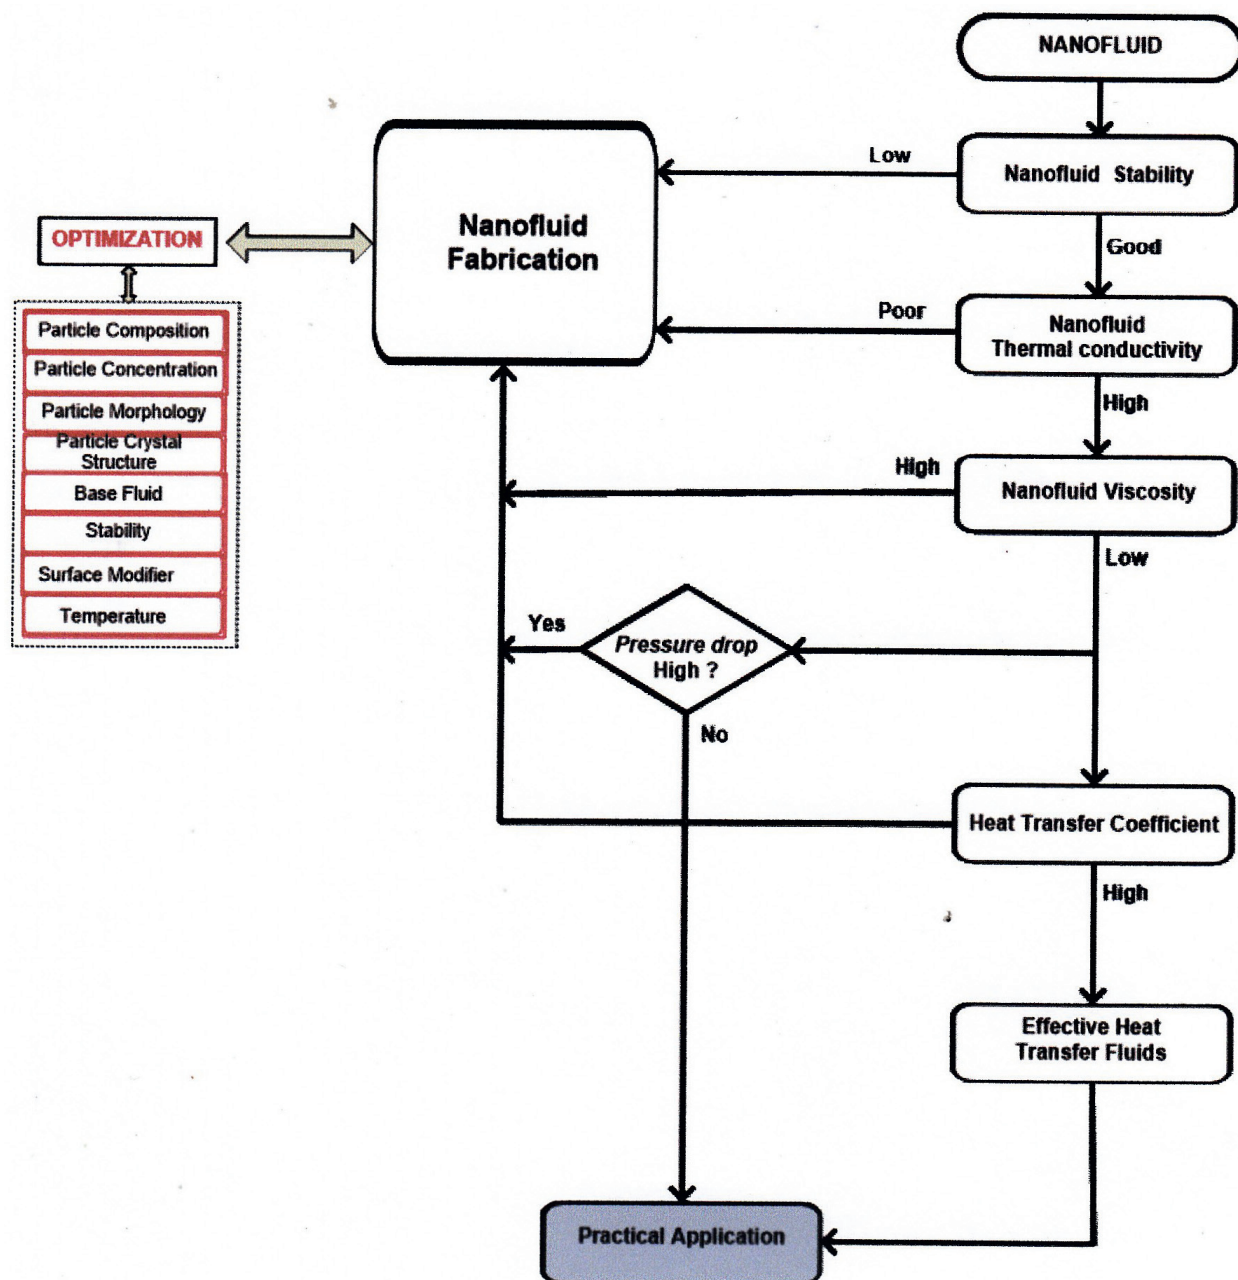 NANOFLUID
Low
Nanofluid Stability
Nanofluid
Fabrication
OPTIMIZATION
Good
Poor
Nanofluid
Thermal conductivity
Particle Composition
Particle Concentration
Particle Morphology
Particle Crystal
Structure
Base Fluid
Stability
Surface Modifier
Temperature
High
High
Nanofluid Viscosity
Low
Yes
Pressure drop
High ?
No
Heat Transfer Coefficient
High
Effective Heat
Transfer Fluids
Practical Application